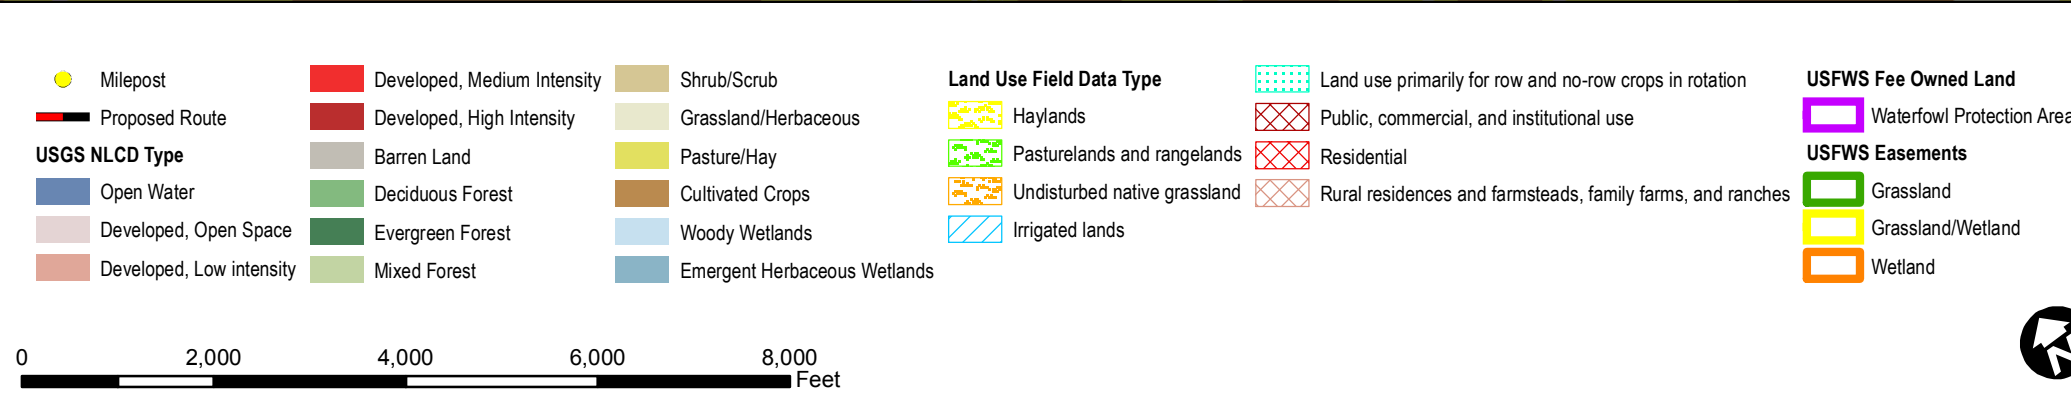 Milepost
Proposed Route
USGS NLCD Type
Open Water
Developed, Open Space
Developed, Low intensity
Developed, Medium Intensity
Developed, High Intensity
Barren Land
Deciduous Forest
Evergreen Forest
Mixed Forest
Shrub/Scrub
Grassland/Herbaceous
Pasture/Hay
Cultivated Crops
Woody Wetlands
Emergent Herbaceous Wetlands
Land Use Field Data Type
Haylands
Pasturelands and rangelands
Undisturbed native grassland
Irrigated lands
Land use primarily for row and no-row crops in rotation
Public, commercial, and institutional use
Residential
Rural residences and farmsteads, family farms, and ranches
USFWS Fee Owned Land
Waterfowl Protection Area
USFWS Easements
Grassland
Grassland/Wetland
Wetland
0 2,000 4,000 6,000 8,000
Feet
N